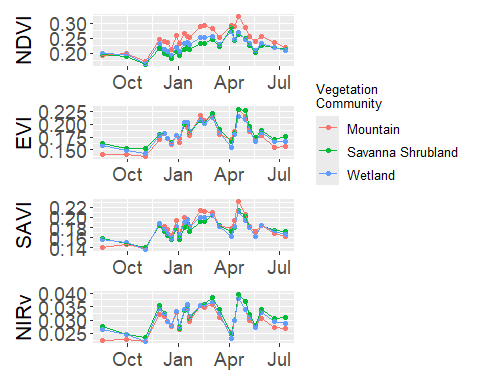 NDVI
0.30
0.25
0.20
Oct Jan Apr Jul
EVI
0.225
0.200
0.175
0.150
Oct Jan Apr Jul
SAVI
0.22
0.20
0.18
0.16
0.14
Oct Jan Apr Jul
NIRv
0.040
0.035
0.030
0.025
Oct Jan Apr Jul
Vegetation
Community
Mountain
Savanna Shrubland
Wetland